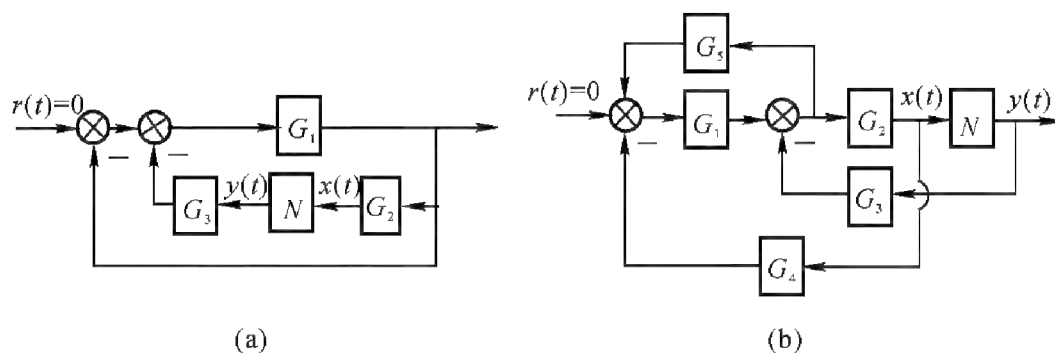 r(t)=0
G₁
−
−
G₃
y(t)
N
x(t)
G₂
(a)
G₅
r(t)=0
G₁
G₂
x(t)
N
y(t)
−
−
G₃
G₄
(b)